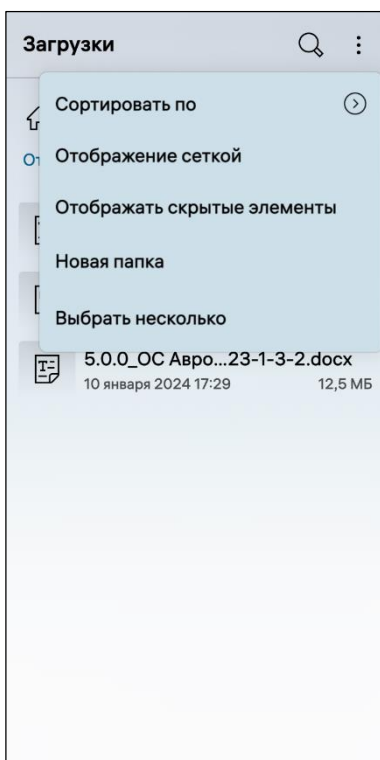 Загрузки
Сортировать по
Отображение сеткой
От
Отображать скрытые элементы
Новая папка
Выбрать несколько
5.0.0_ОС Авро...23-1-3-2.docx
10 января 2024 17:29 12,5 МБ